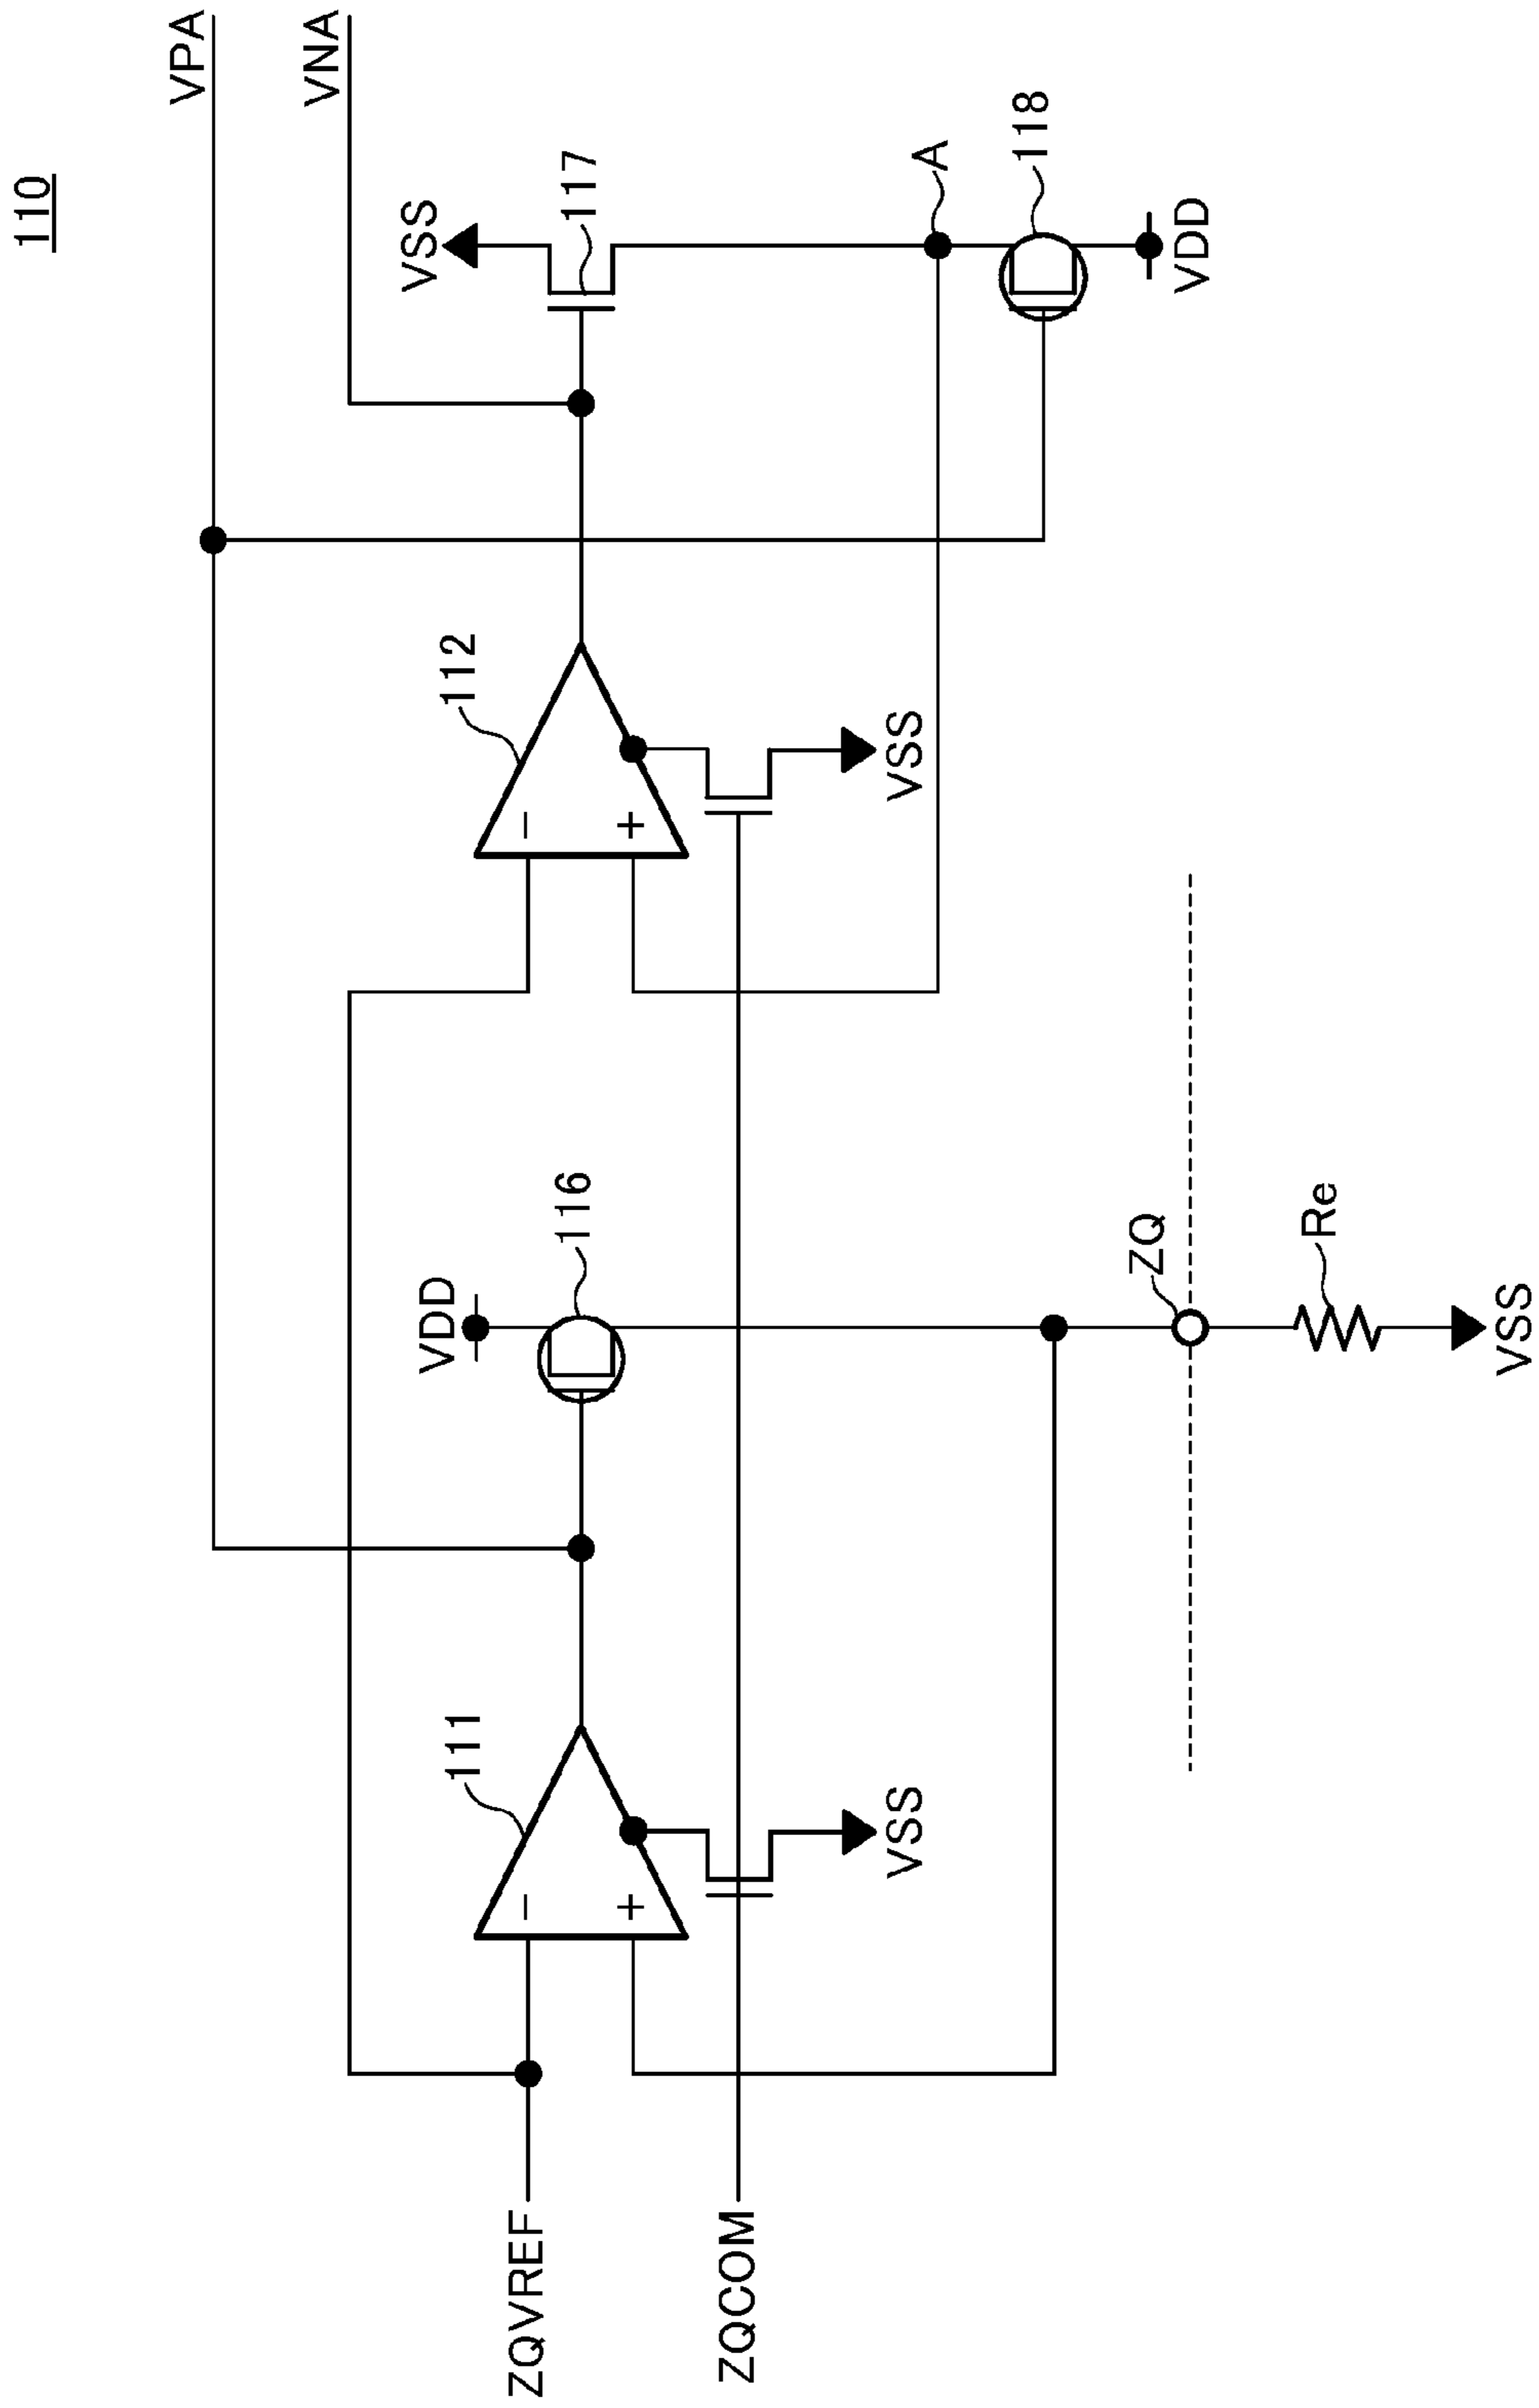 110
VPA
VNA
VSS
VDD
111
112
ZQVREF
−
−
116
117
+
+
ZQCOM
VSS
VSS
A
118
ZQ
VDD
Re
VSS